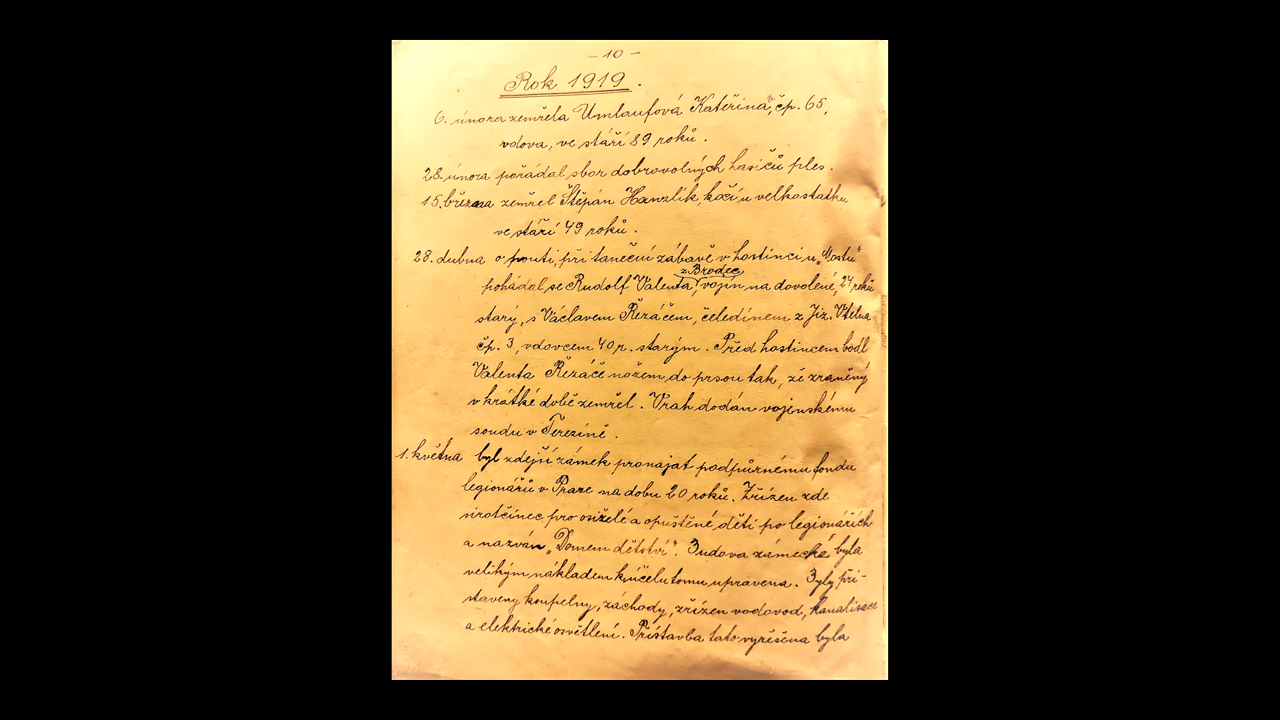 - 10 -
Rok 1919.
6. února zemřela Umlaufová Kateřina, čp. 65,
vdova, ve stáří 89 roků.
28. února pořádal sbor dobrovolných hasičů ples.
15. března zemřel Štěpán Hanzlík, kočí u velkostatku
ve stáří 49 roků.
28. dubna o pouti, při taneční zábavě v hostinci u „Mostu"
z Brodec
pohádal se Rudolf Valenta, vojín na dovolené, 24 roků
starý, s Václavem Řezáčem, čeledínem z Jiz. Vtelna
čp. 3, vdovcem 40 r. starým. Před hostincem bodl
Valenta Řezáče nožem do prsou tak, že zraněný
v krátké době zemřel. Vrah dodán vojenskému
soudu v Terezíně.
1. května byl zdejší zámek pronajat podpůrnému fondu
legionářů v Praze na dobu 20 roků. Zřízen zde
sirotčinec pro osiřelé a opuštěné děti po legionářích
a nazván „Domem dětství". Budova zámecká byla
velikým nákladem k účelu tomu upravena. Byly při-
staveny koupelny, záchody, zřízen vodovod, kanalisace
a elektrické osvětlení. Přístavba tato vyřešena byla